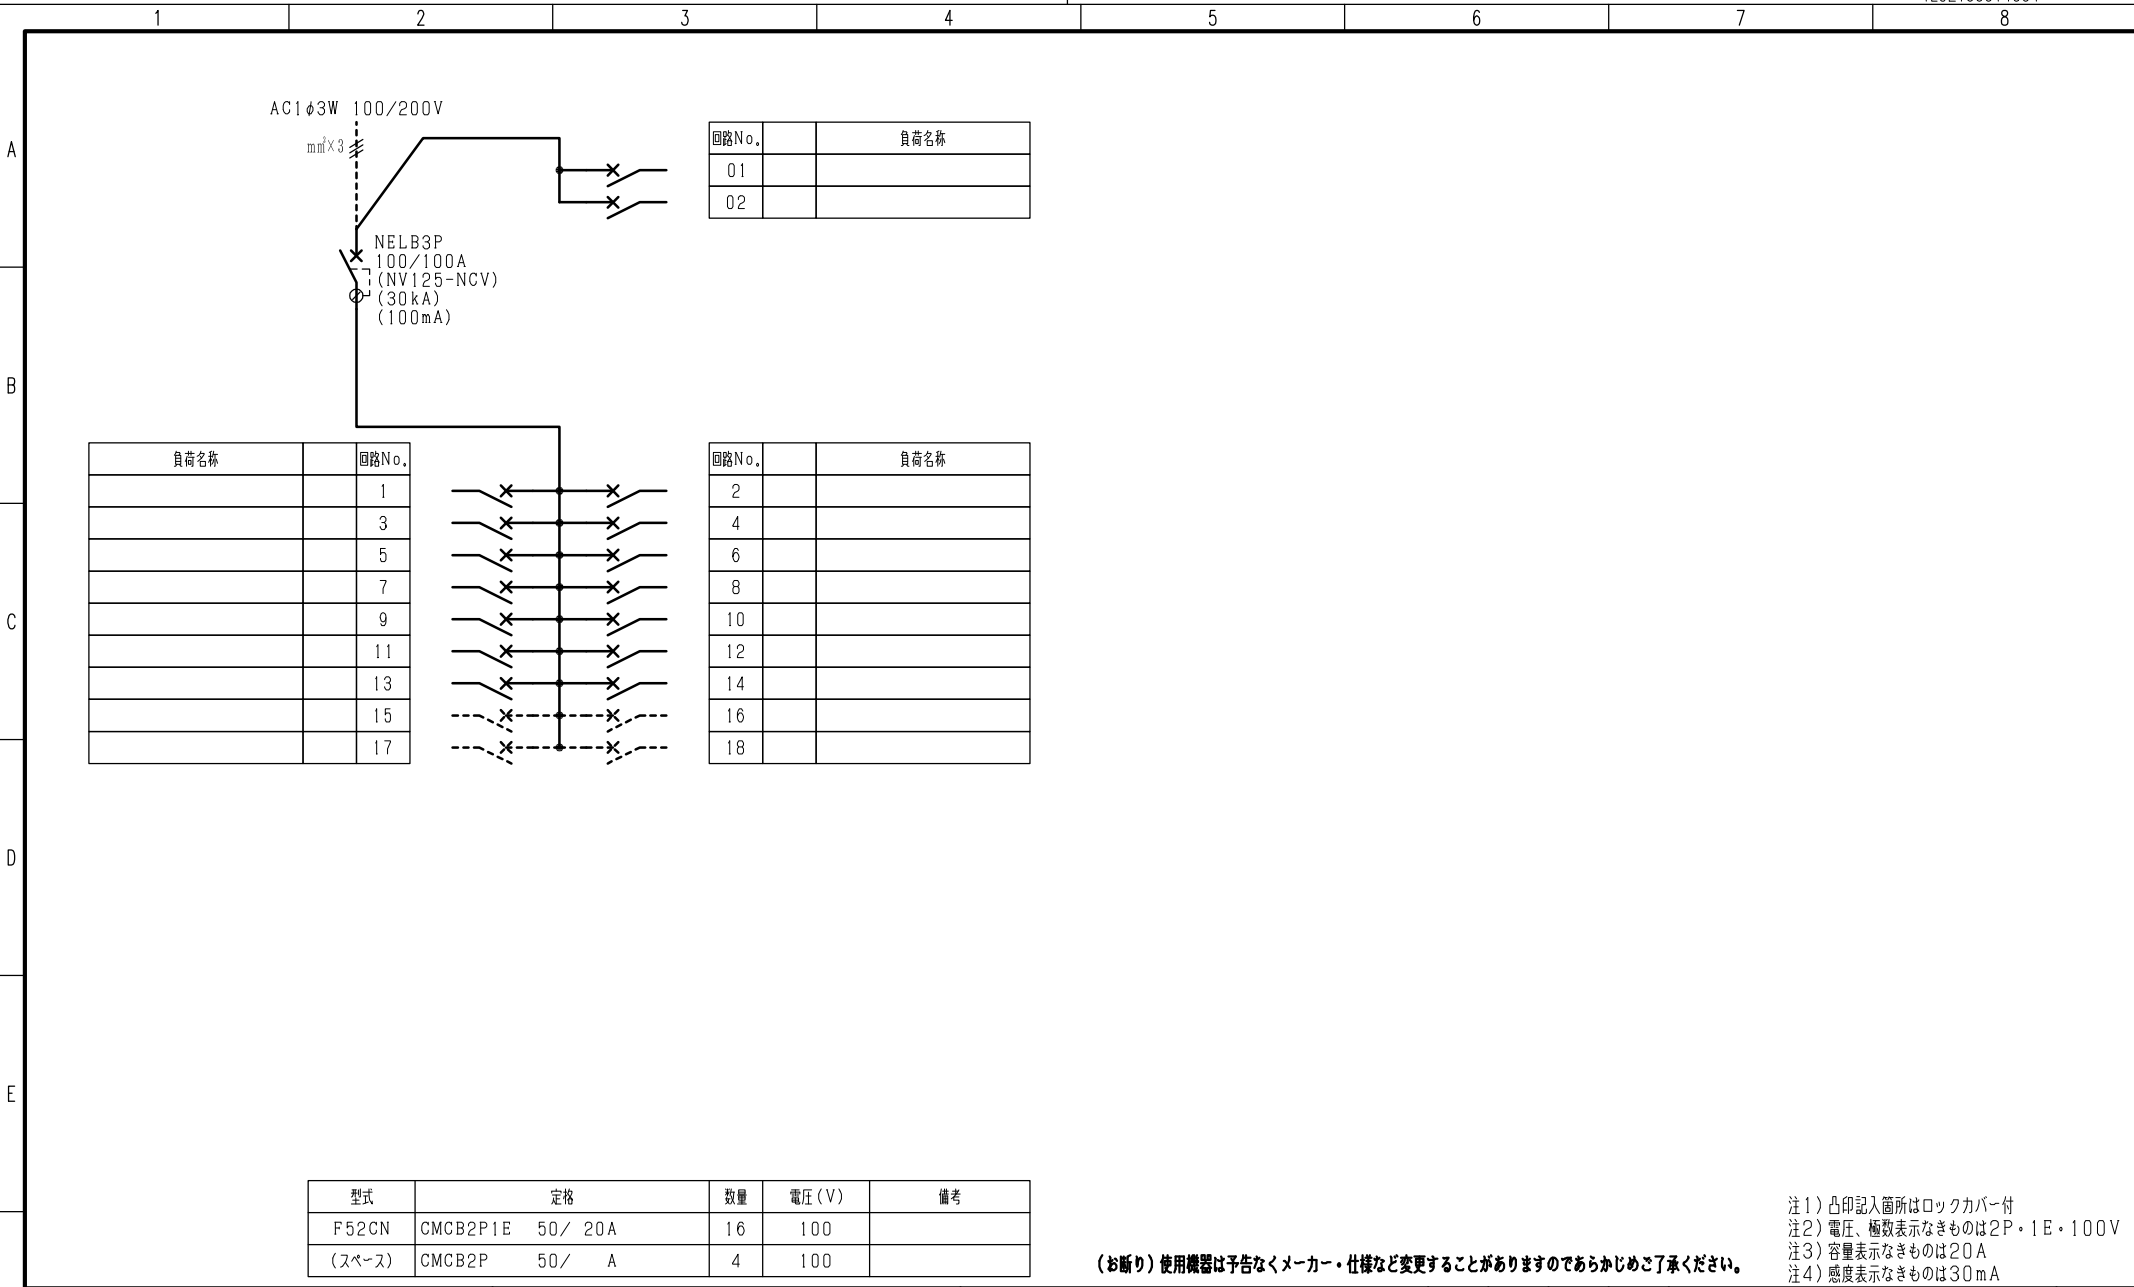 1 2 3 4 5 6 7 8
A
B
C
D
E
AC1φ3W 100/200V
mm²×3
NELB3P
100/100A
(NV125-NCV)
(30kA)
(100mA)
回路No. 負荷名称
01
02
負荷名称 回路No.
1
3
5
7
9
11
13
15
17
回路No. 負荷名称
2
4
6
8
10
12
14
16
18
型式 定格 数量 電圧(V) 備考
F52CN CMCB2P1E 50/ 20A 16 100
(スペース) CMCB2P 50/ A 4 100
(お断り)使用機器は予告なくメーカー・仕様など変更することがありますのであらかじめご了承ください。
注1)凸印記入箇所はロックカバー付
注2)電圧、極数表示なきものは2P・1E・100V
注3)容量表示なきものは20A
注4)感度表示なきものは30mA